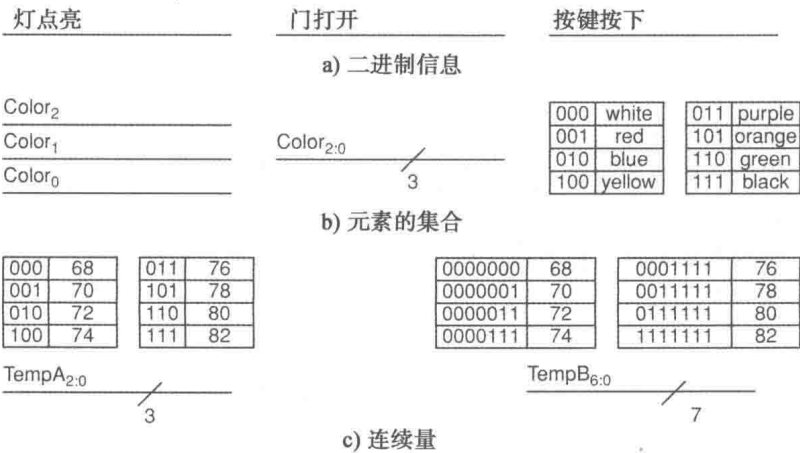 灯点亮 门打开 按键按下
a) 二进制信息
Color2
Color1
Color0
Color2:0
3
000 white 011 purple
001 red 101 orange
010 blue 110 green
100 yellow 111 black
b) 元素的集合
000 68 011 76
001 70 101 78
010 72 110 80
100 74 111 82
TempA2:0
3
0000000 68 0001111 76
0000001 70 0011111 78
0000011 72 0111111 80
0000111 74 1111111 82
TempB6:0
7
c) 连续量